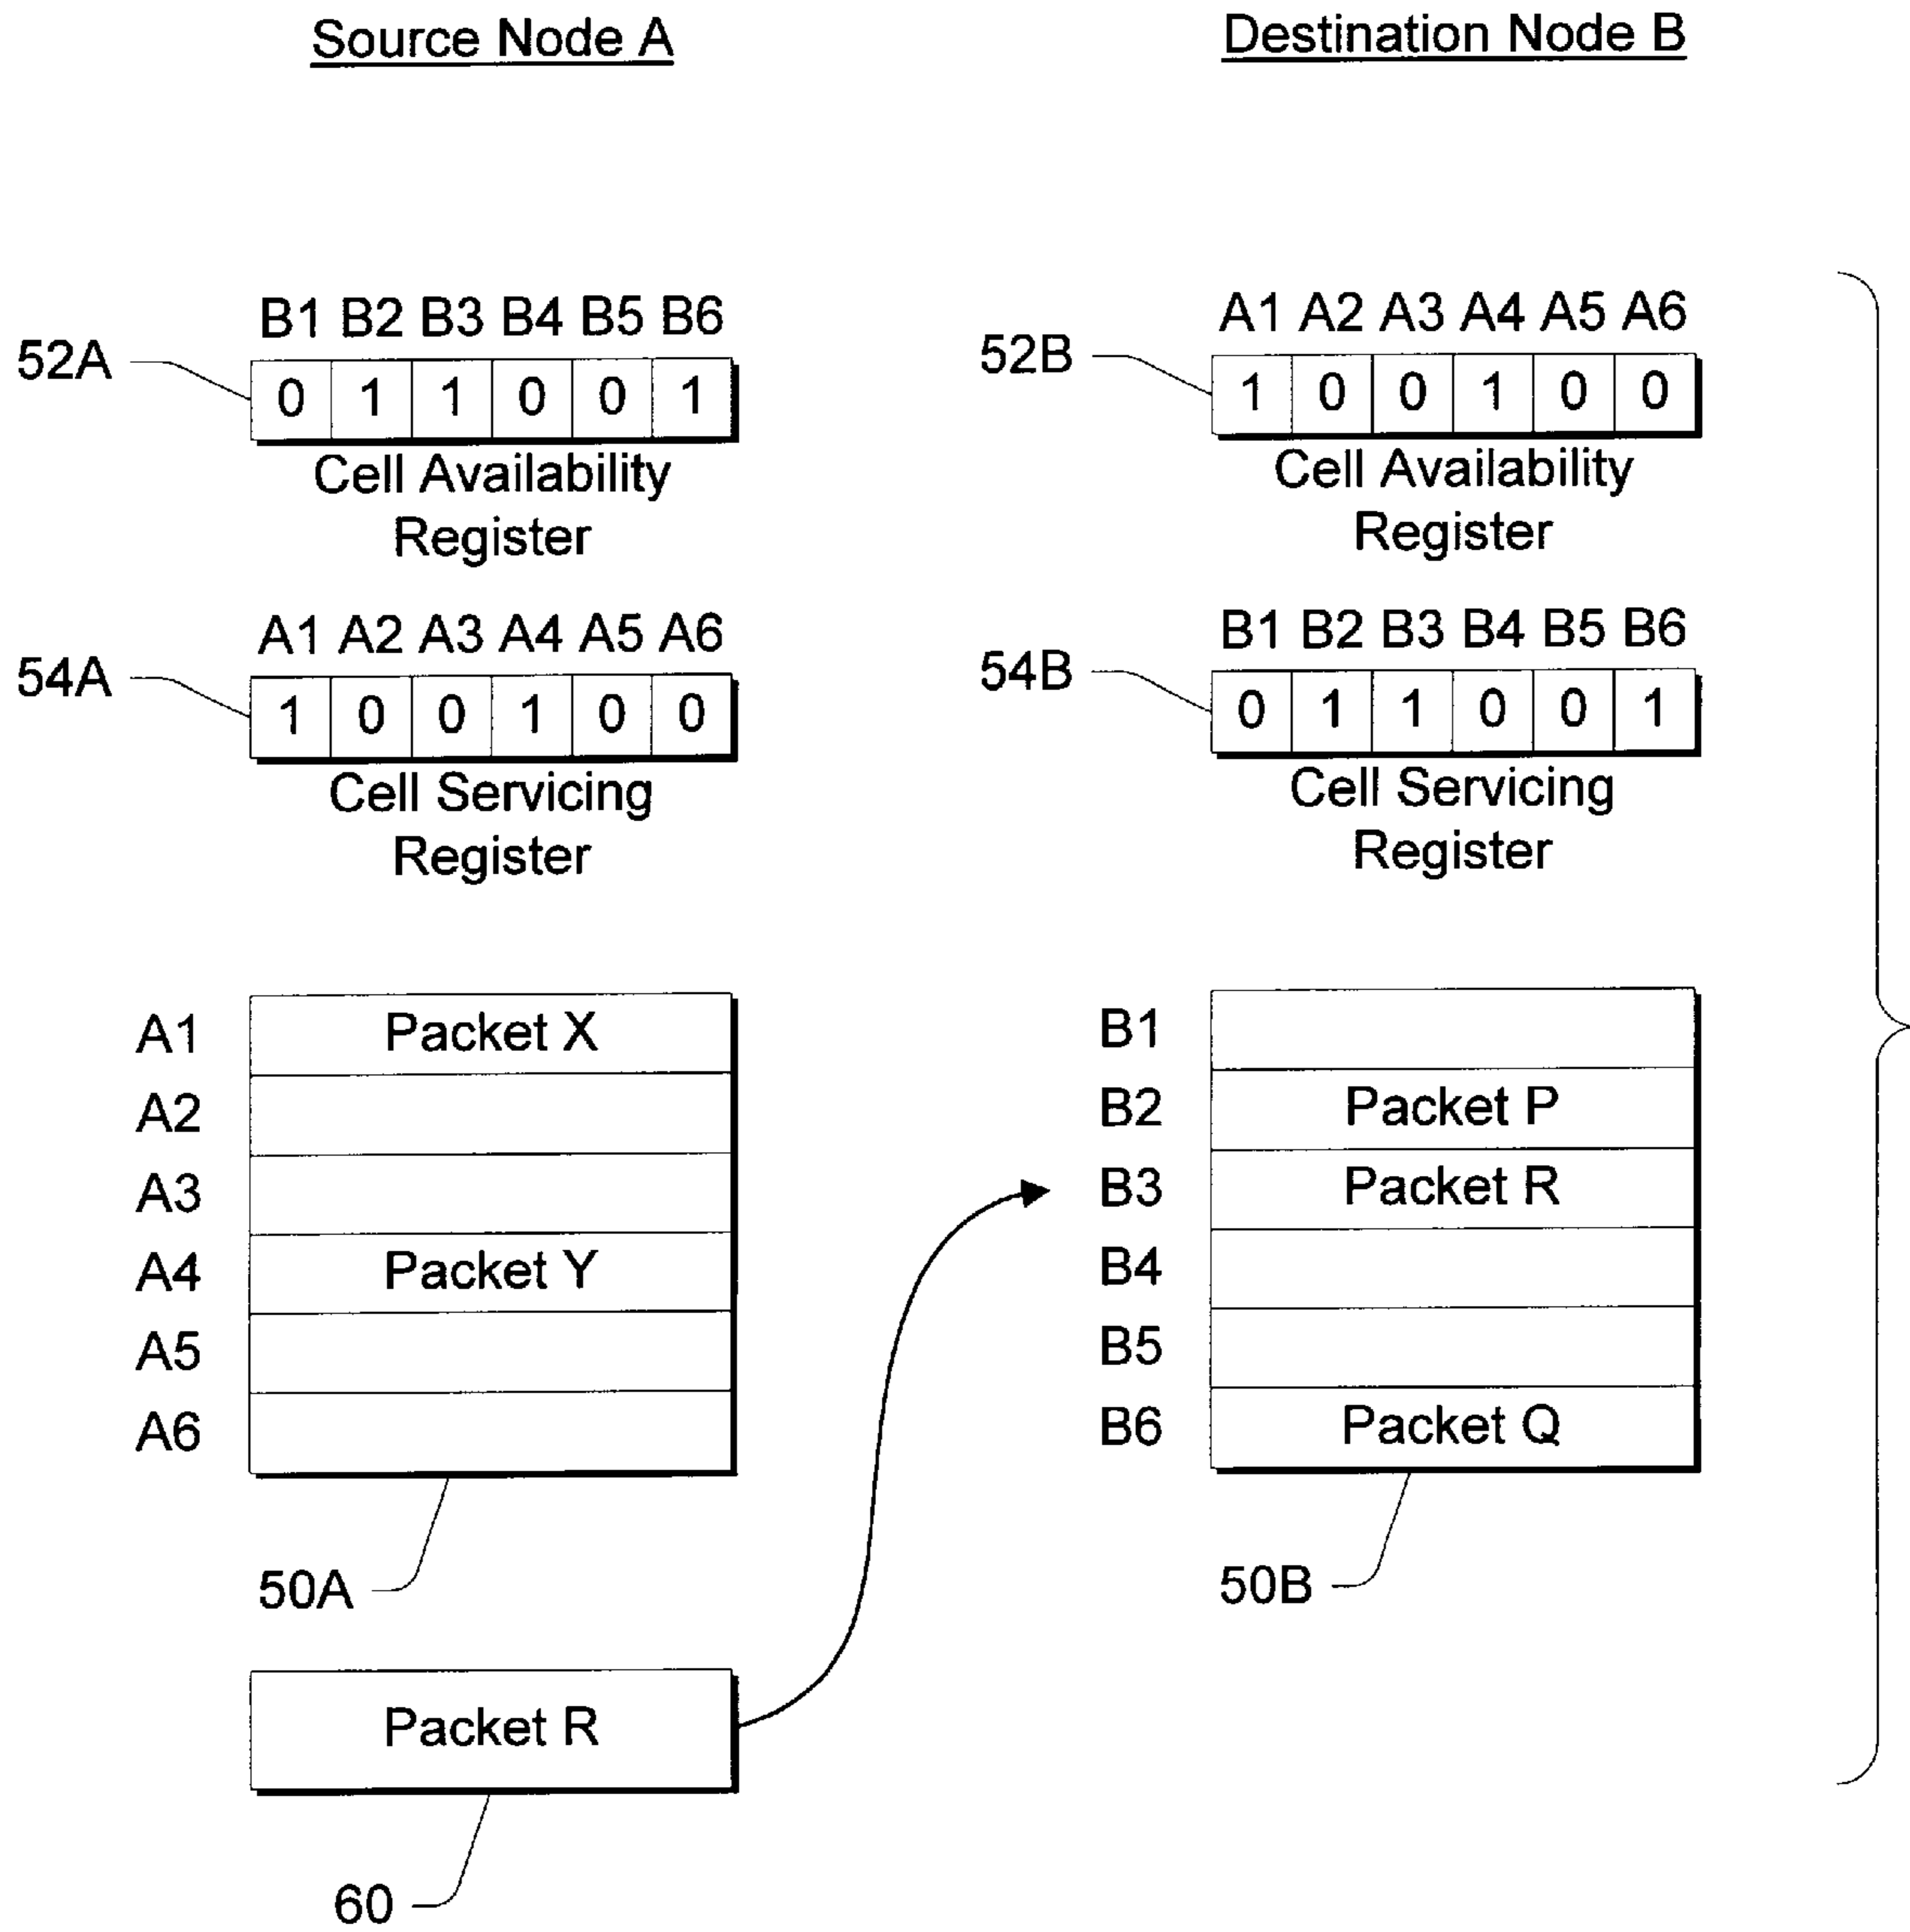 Source Node A
Destination Node B
B1 B2 B3 B4 B5 B6
52A
0 1 1 0 0 1
Cell Availability
Register
A1 A2 A3 A4 A5 A6
52B
1 0 0 1 0 0
Cell Availability
Register
A1 A2 A3 A4 A5 A6
54A
1 0 0 1 0 0
Cell Servicing
Register
B1 B2 B3 B4 B5 B6
54B
0 1 1 0 0 1
Cell Servicing
Register
A1 Packet X
A2
A3
A4 Packet Y
A5
A6
50A
B1
B2 Packet P
B3 Packet R
B4
B5
B6 Packet Q
50B
Packet R
60